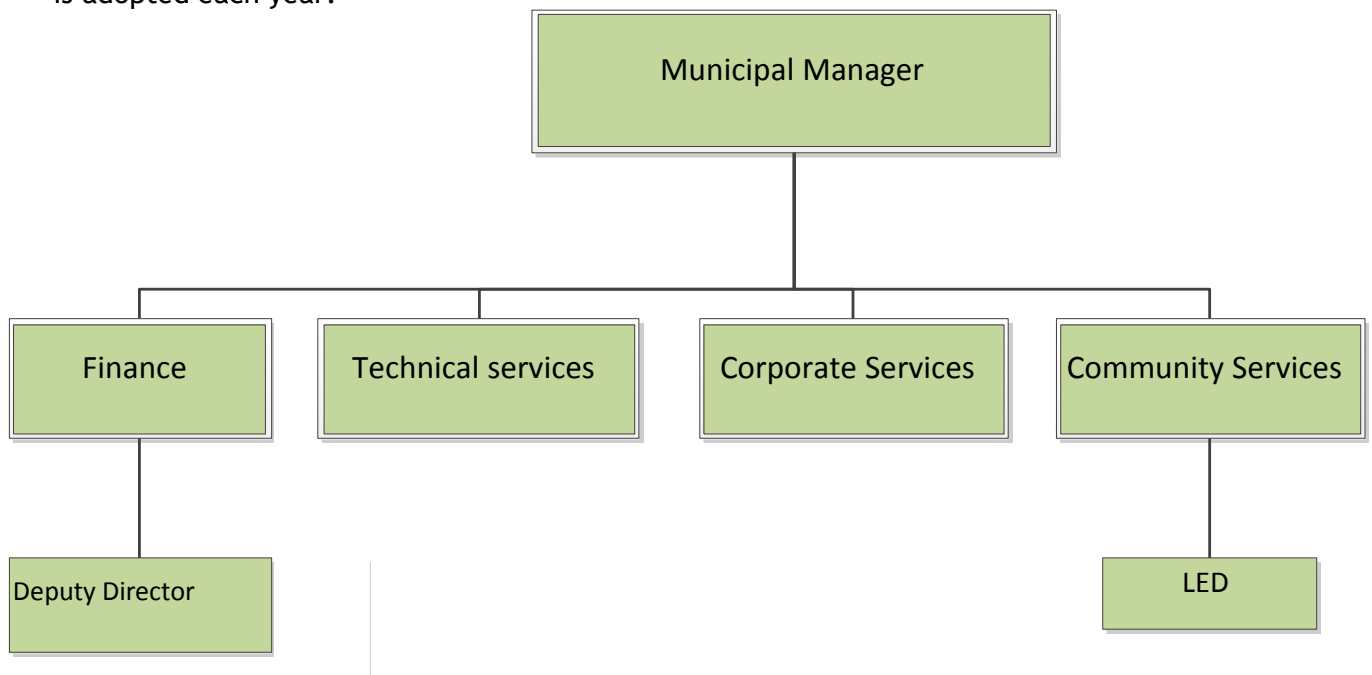 is adopted each year.
Municipal Manager
Finance
Technical services
Corporate Services
Community Services
Deputy Director
LED